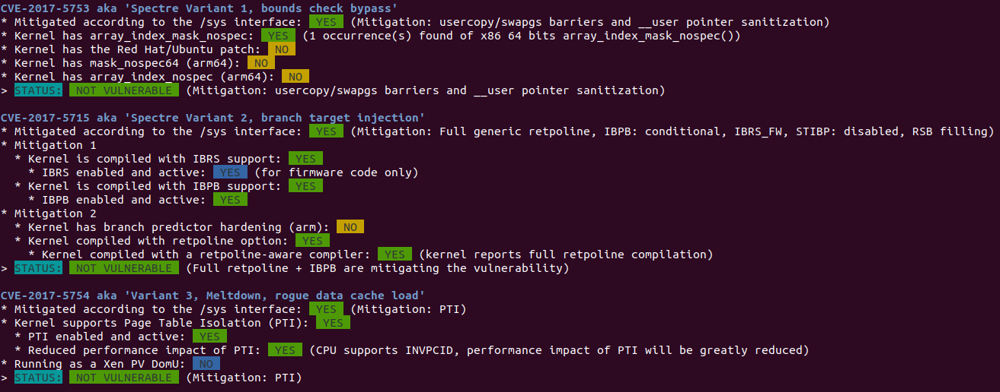 CVE-2017-5753 aka 'Spectre Variant 1, bounds check bypass'
* Mitigated according to the /sys interface: YES (Mitigation: usercopy/swapgs barriers and __user pointer sanitization)
* Kernel has array_index_mask_nospec: YES (1 occurrence(s) found of x86 64 bits array_index_mask_nospec())
* Kernel has the Red Hat/Ubuntu patch: NO
* Kernel has mask_nospec64 (arm64): NO
* Kernel has array_index_nospec (arm64): NO
> STATUS: NOT VULNERABLE (Mitigation: usercopy/swapgs barriers and __user pointer sanitization)

CVE-2017-5715 aka 'Spectre Variant 2, branch target injection'
* Mitigated according to the /sys interface: YES (Mitigation: Full generic retpoline, IBPB: conditional, IBRS_FW, STIBP: disabled, RSB filling)
* Mitigation 1
  * Kernel is compiled with IBRS support: YES
    * IBRS enabled and active: YES (for firmware code only)
  * Kernel is compiled with IBPB support: YES
    * IBPB enabled and active: YES
* Mitigation 2
  * Kernel has branch predictor hardening (arm): NO
  * Kernel compiled with retpoline option: YES
    * Kernel compiled with a retpoline-aware compiler: YES (kernel reports full retpoline compilation)
> STATUS: NOT VULNERABLE (Full retpoline + IBPB are mitigating the vulnerability)

CVE-2017-5754 aka 'Variant 3, Meltdown, rogue data cache load'
* Mitigated according to the /sys interface: YES (Mitigation: PTI)
* Kernel supports Page Table Isolation (PTI): YES
  * PTI enabled and active: YES
  * Reduced performance impact of PTI: YES (CPU supports INVPCID, performance impact of PTI will be greatly reduced)
* Running as a Xen PV DomU: NO
> STATUS: NOT VULNERABLE (Mitigation: PTI)